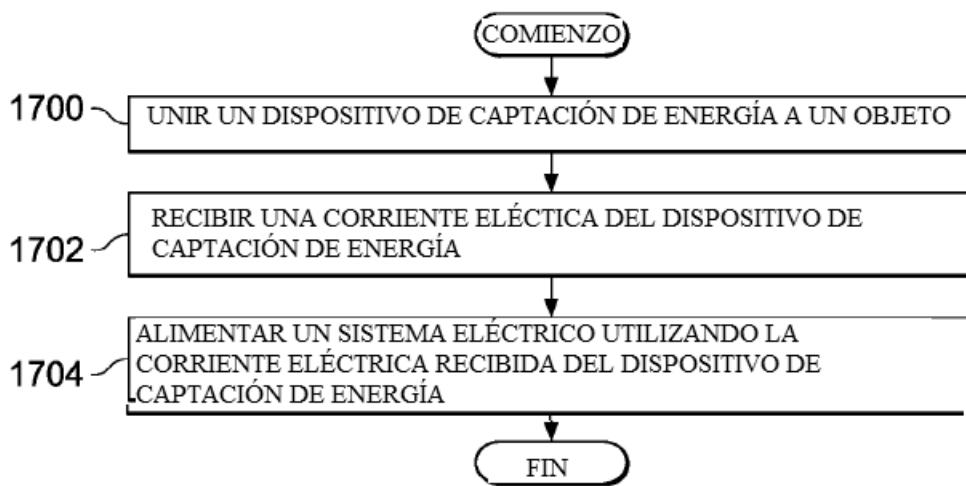 COMIENZO
1700
UNIR UN DISPOSITIVO DE CAPTACIÓN DE ENERGÍA A UN OBJETO
1702
RECIBIR UNA CORRIENTE ELÉCTICA DEL DISPOSITIVO DE
CAPTACIÓN DE ENERGÍA
1704
ALIMENTAR UN SISTEMA ELÉCTRICO UTILIZANDO LA
CORRIENTE ELÉCTRICA RECIBIDA DEL DISPOSITIVO DE
CAPTACIÓN DE ENERGÍA
FIN